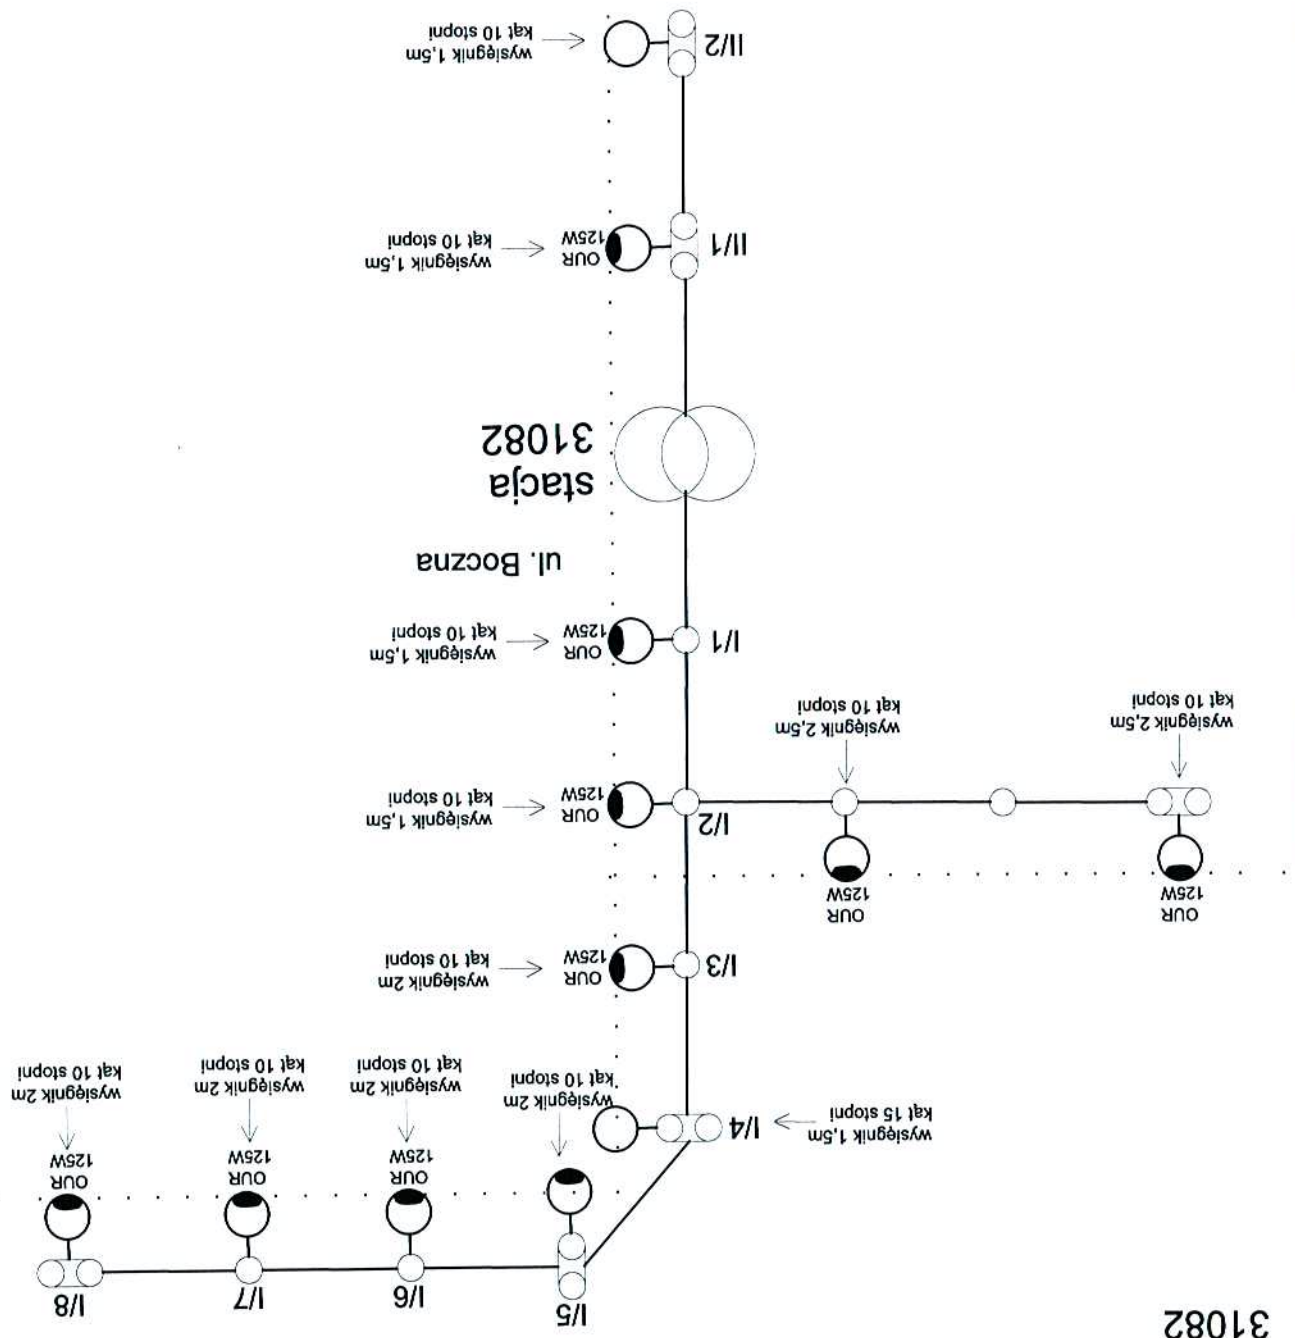 31082
I/5
I/6
I/7
I/8
wysięgnik 1,5m
kąt 15 stopni
I/4
wysięgnik 2m
kąt 10 stopni
OUR
125W
wysięgnik 2m
kąt 10 stopni
OUR
125W
wysięgnik 2m
kąt 10 stopni
OUR
125W
wysięgnik 2m
kąt 10 stopni
I/3
OUR
125W
wysięgnik 2m
kąt 10 stopni
OUR
125W
OUR
125W
wysięgnik 2,5m
kąt 10 stopni
wysięgnik 2,5m
kąt 10 stopni
I/2
OUR
125W
wysięgnik 1,5m
kąt 10 stopni
I/1
OUR
125W
wysięgnik 1,5m
kąt 10 stopni
ul. Boczna
stacja
31082
II/1
OUR
125W
wysięgnik 1,5m
kąt 10 stopni
II/2
wysięgnik 1,5m
kąt 10 stopni